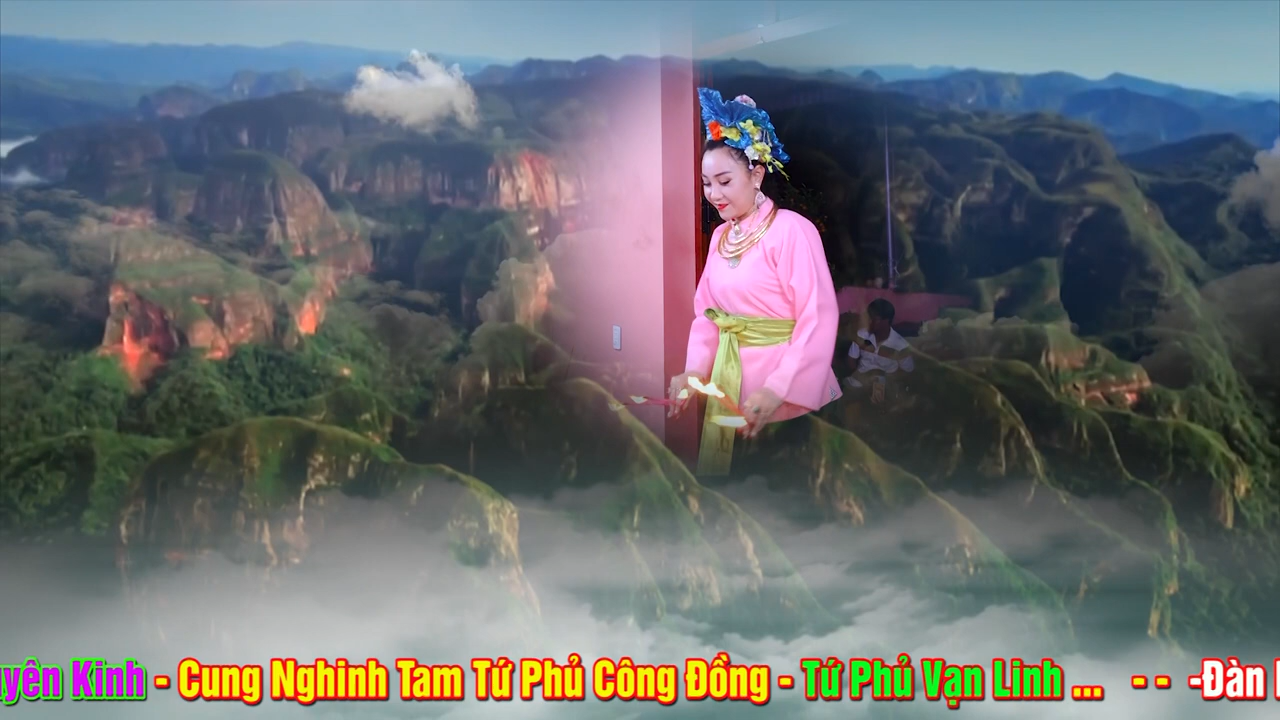 yên Kinh - Cung Nghinh Tam Tứ Phủ Công Đồng - Tứ Phủ Vạn Linh ... - - -Đàn